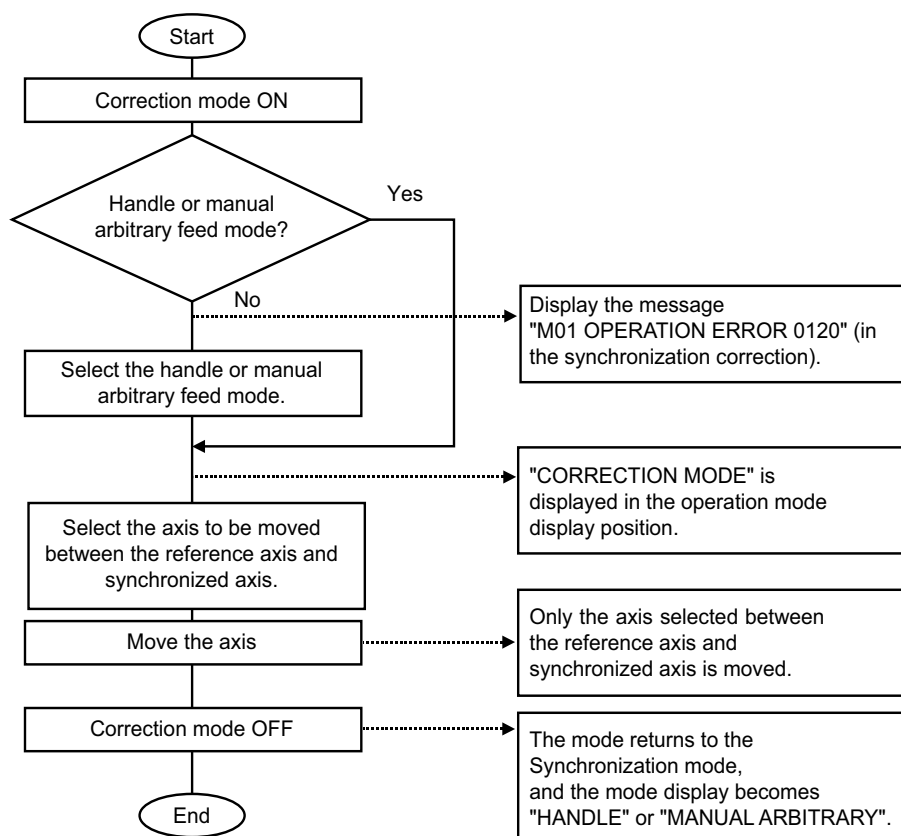 Start
Correction mode ON
Handle or manual
arbitrary feed mode?
Yes
No
Display the message
"M01 OPERATION ERROR 0120" (in
the synchronization correction).
Select the handle or manual
arbitrary feed mode.
"CORRECTION MODE" is
displayed in the operation mode
display position.
Select the axis to be moved
between the reference axis and
synchronized axis.
Move the axis
Only the axis selected between
the reference axis and
synchronized axis is moved.
Correction mode OFF
The mode returns to the
Synchronization mode,
and the mode display becomes
"HANDLE" or "MANUAL ARBITRARY".
End